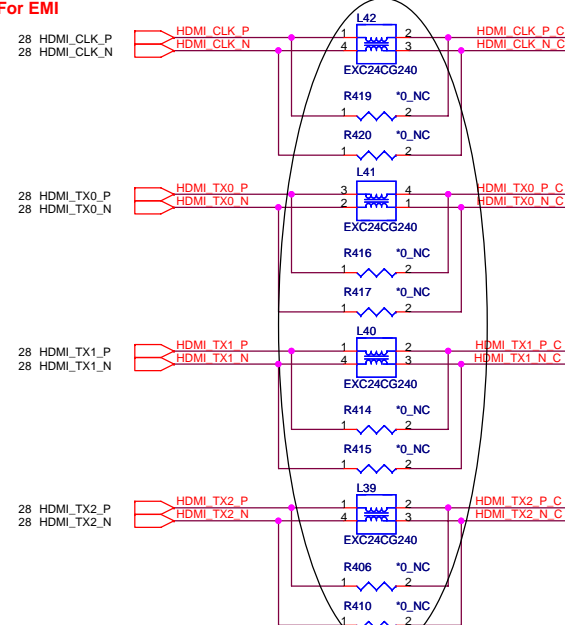 For EMI
L42
28 HDMI_CLK_P HDMI_CLK_P 1 2 HDMI_CLK_P_C
28 HDMI_CLK_N HDMI_CLK_N 4 3 HDMI_CLK_N_C
EXC24CG240
R419 *0_NC
1 2
R420 *0_NC
1 2
L41
28 HDMI_TX0_P HDMI_TX0_P 3 4 HDMI_TX0_P_C
28 HDMI_TX0_N HDMI_TX0_N 2 1 HDMI_TX0_N_C
EXC24CG240
R416 *0_NC
1 2
R417 *0_NC
1 2
L40
28 HDMI_TX1_P HDMI_TX1_P 1 2 HDMI_TX1_P_C
28 HDMI_TX1_N HDMI_TX1_N 4 3 HDMI_TX1_N_C
EXC24CG240
R414 *0_NC
1 2
R415 *0_NC
1 2
L39
28 HDMI_TX2_P HDMI_TX2_P 1 2 HDMI_TX2_P_C
28 HDMI_TX2_N HDMI_TX2_N 4 3 HDMI_TX2_N_C
EXC24CG240
R406 *0_NC
1 2
R410 *0_NC
1 2